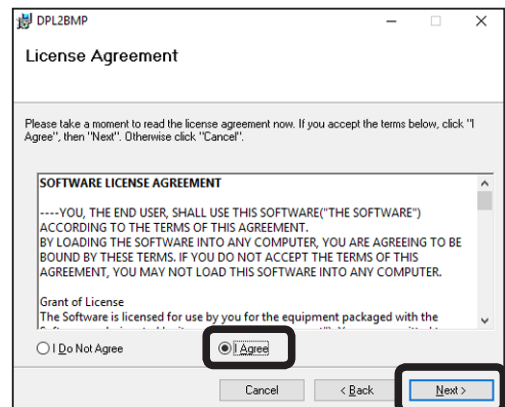 DPL2BMP
License Agreement
Please take a moment to read the license agreement now. If you accept the terms below, click "I
Agree", then "Next". Otherwise click "Cancel".
SOFTWARE LICENSE AGREEMENT
----YOU, THE END USER, SHALL USE THIS SOFTWARE("THE SOFTWARE")
ACCORDING TO THE TERMS OF THIS AGREEMENT.
BY LOADING THE SOFTWARE INTO ANY COMPUTER, YOU ARE AGREEING TO BE
BOUND BY THESE TERMS. IF YOU DO NOT ACCEPT THE TERMS OF THIS
AGREEMENT, YOU MAY NOT LOAD THIS SOFTWARE INTO ANY COMPUTER.
Grant of License
The Software is licensed for use by you for the equipment packaged with the
I Do Not Agree
I Agree
Cancel
< Back
Next >